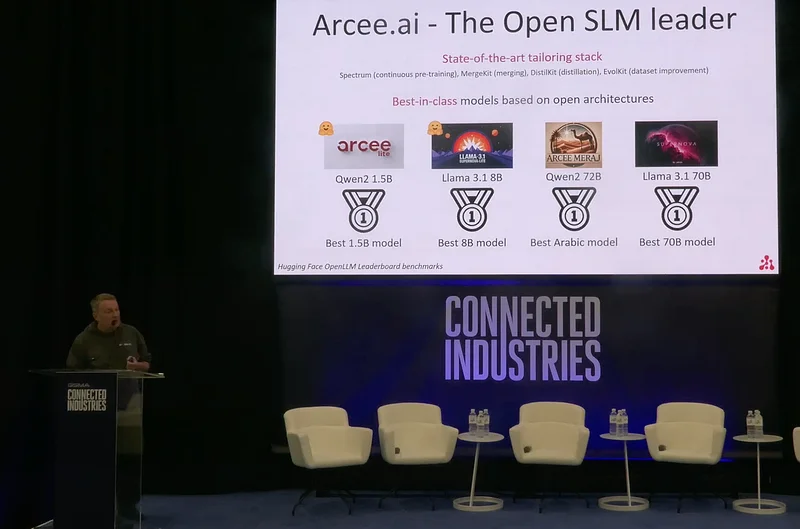 Arcee.ai - The Open SLM leader
State-of-the-art tailoring stack
Spectrum (continuous pre-training), MergeKit (merging), DistilKit (distillation), EvolKit (dataset improvement)
Best-in-class models based on open architectures
arcee
lite
LLAMA-3.1
SUPERNOVA-LITE
ARCEE MERAJ
SUPERNOVA
Qwen2 1.5B
Llama 3.1 8B
Qwen2 72B
Llama 3.1 70B
1
1
1
1
Best 1.5B model
Best 8B model
Best Arabic model
Best 70B model
Hugging Face OpenLLM Leaderboard benchmarks
CONNECTED
INDUSTRIES
GSMA
CONNECTED
INDUSTRIES